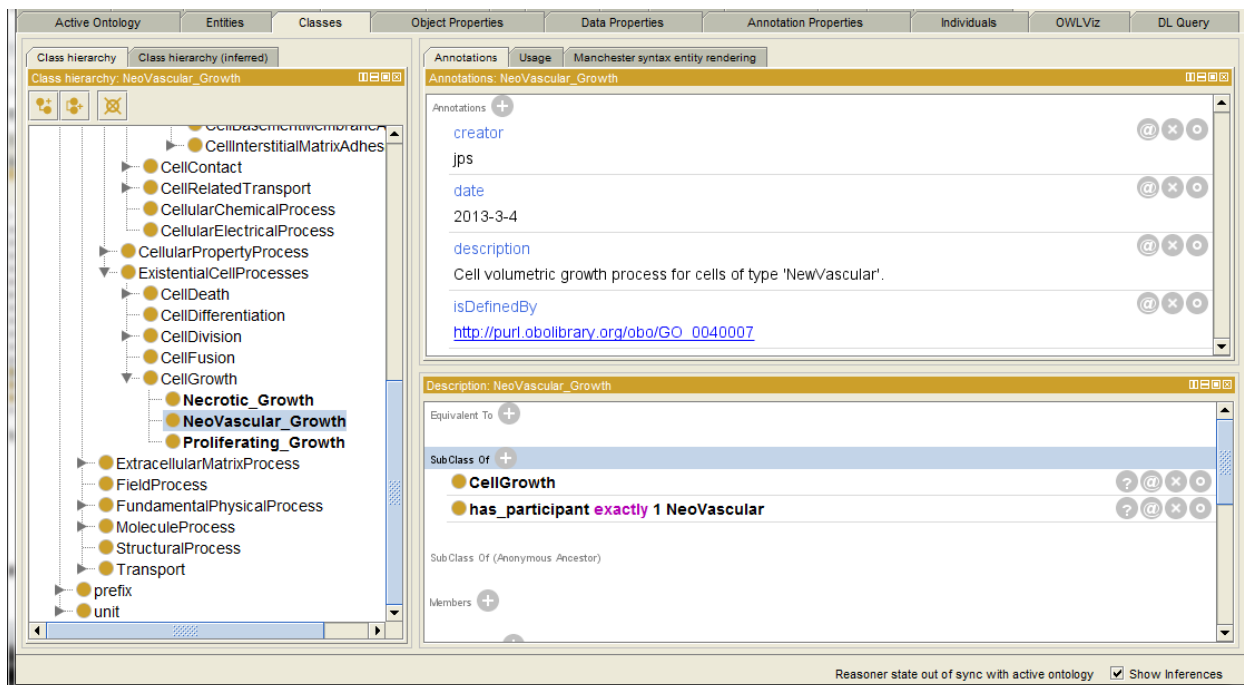 Active Ontology Entities Classes Object Properties Data Properties Annotation Properties Individuals OWLViz DL Query
Class hierarchy Class hierarchy (inferred)
Class hierarchy: NeoVascular_Growth
CellBasementMembraneA
CellInterstitialMatrixAdhes
CellContact
CellRelatedTransport
CellularChemicalProcess
CellularElectricalProcess
CellularPropertyProcess
ExistentialCellProcesses
CellDeath
CellDifferentiation
CellDivision
CellFusion
CellGrowth
Necrotic_Growth
NeoVascular_Growth
Proliferating_Growth
ExtracellularMatrixProcess
FieldProcess
FundamentalPhysicalProcess
MoleculeProcess
StructuralProcess
Transport
prefix
unit
Annotations Usage Manchester syntax entity rendering
Annotations: NeoVascular_Growth
Annotations
creator
jps
date
2013-3-4
description
Cell volumetric growth process for cells of type 'NewVascular'.
isDefinedBy
http://purl.obolibrary.org/obo/GO_0040007
Description: NeoVascular_Growth
Equivalent To
SubClass Of
CellGrowth
has_participant exactly 1 NeoVascular
SubClass Of (Anonymous Ancestor)
Members
Reasoner state out of sync with active ontology Show Inferences